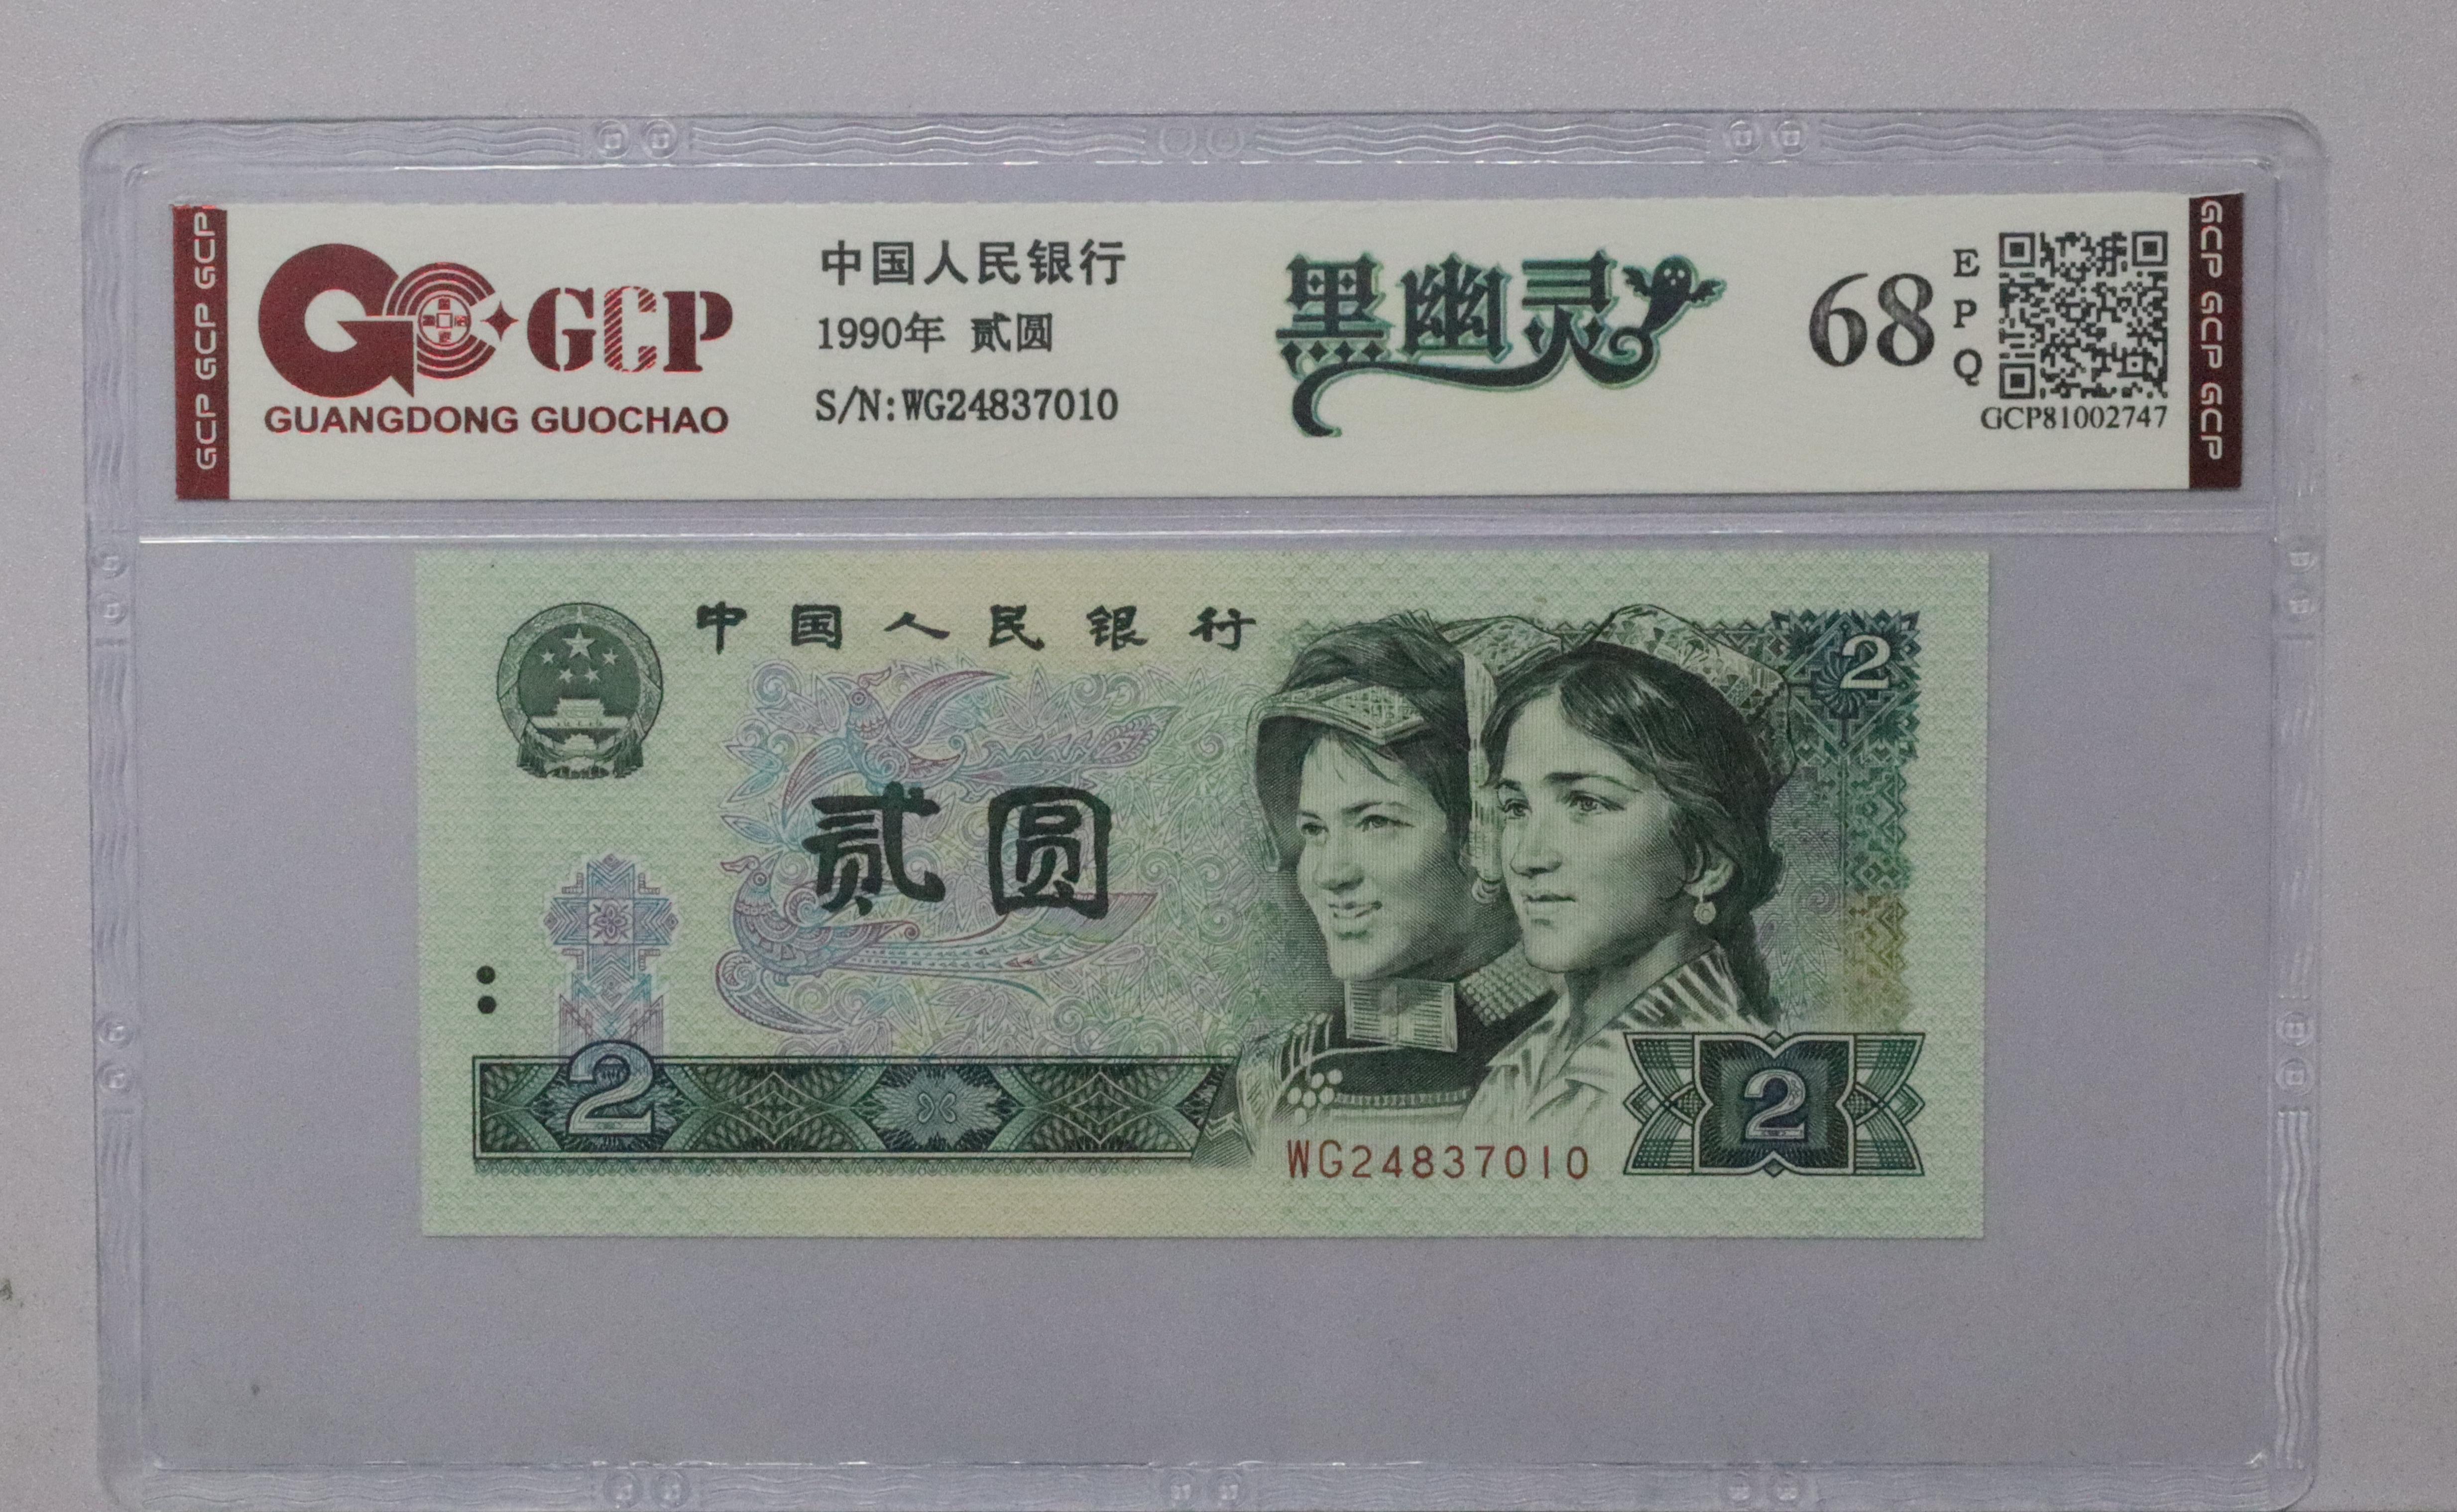 GCP GCP GCP
GCP
GUANGDONG GUOCHAO
中国人民银行
1990年 贰圆
S/N:WG24837010
黑幽灵
68
E
P
Q
GCP81002747
GCP GCP GCP
中国人民银行
2
贰圆
2
WG24837010
2